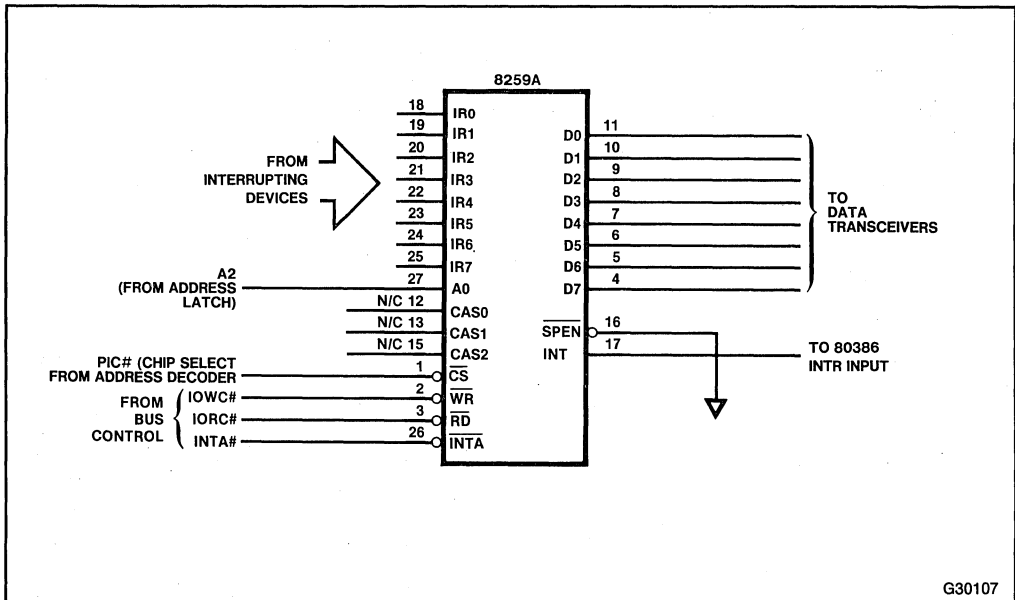 8259A
18 IR0
19 IR1
20 IR2
21 IR3
22 IR4
23 IR5
24 IR6
25 IR7
27 A0
N/C 12 CAS0
N/C 13 CAS1
N/C 15 CAS2
1 CS
2 WR
3 RD
26 INTA
FROM
INTERRUPTING
DEVICES
A2
(FROM ADDRESS
LATCH)
PIC# (CHIP SELECT
FROM ADDRESS DECODER
FROM
BUS
CONTROL
IOWC#
IORC#
INTA#
D0 11
D1 10
D2 9
D3 8
D4 7
D5 6
D6 5
D7 4
SPEN 16
INT 17
TO
DATA
TRANSCEIVERS
TO 80386
INTR INPUT
G30107